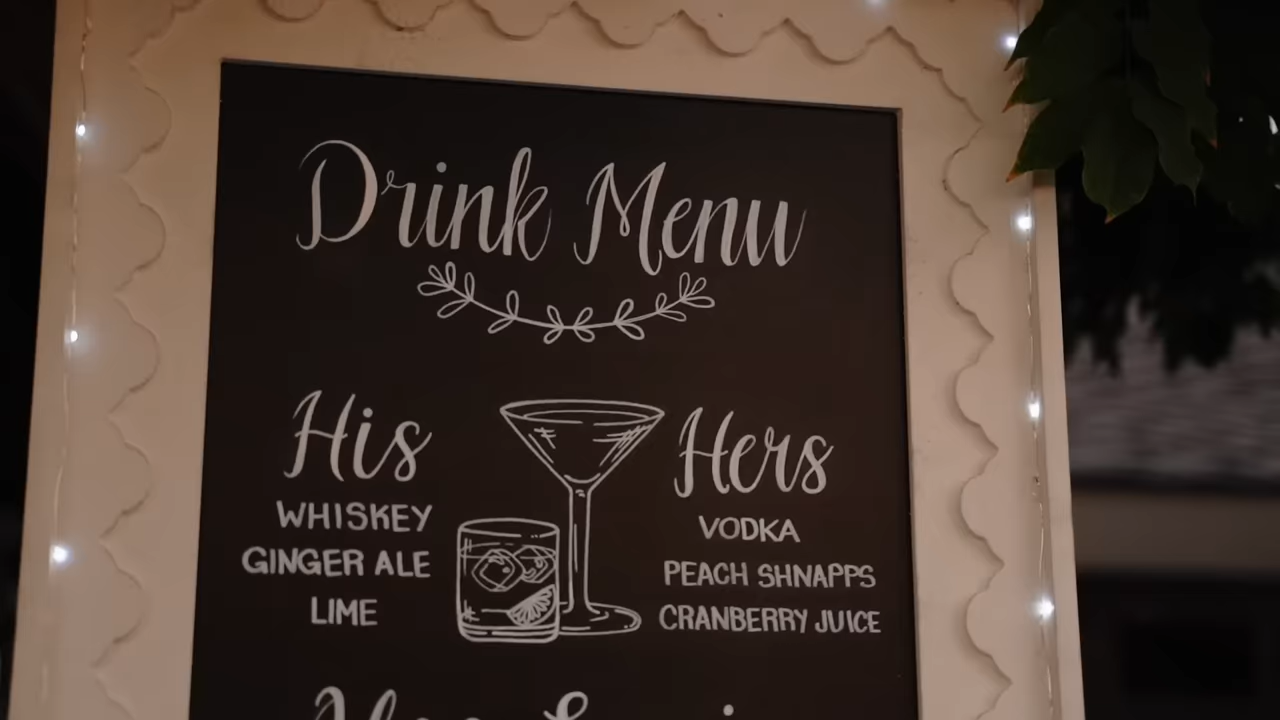 Drink Menu
His
WHISKEY
GINGER ALE
LIME
Hers
VODKA
PEACH SHNAPPS
CRANBERRY JUICE